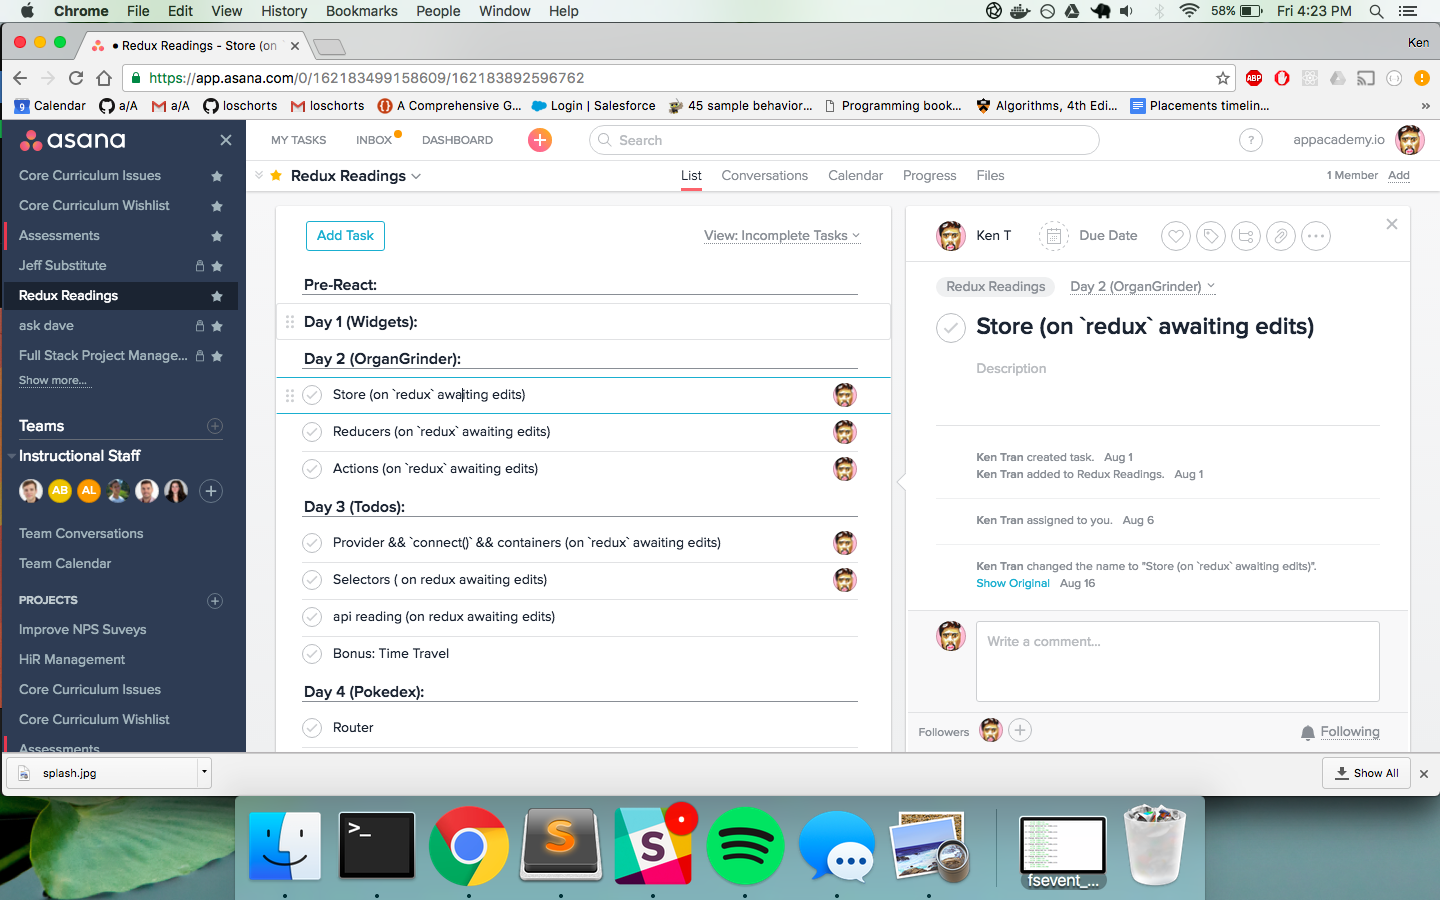 Chrome File Edit View History Bookmarks People Window Help 58% Fri 4:23 PM
• Redux Readings - Store (on Ken
https://app.asana.com/0/162183499158609/162183892596762 ABP
9 Calendar a/A a/A loschorts loschorts A Comprehensive G... Login | Salesforce 45 sample behavior... Programming book... Algorithms, 4th Edi... Placements timelin... »
asana
MY TASKS INBOX DASHBOARD + Search ? appacademy.io
Redux Readings List Conversations Calendar Progress Files 1 Member Add
Core Curriculum Issues
Core Curriculum Wishlist
Assessments
Jeff Substitute
Redux Readings
ask dave
Full Stack Project Manage...
Show more...
Teams
Instructional Staff
AB AL
Team Conversations
Team Calendar
PROJECTS
Improve NPS Suveys
HiR Management
Core Curriculum Issues
Core Curriculum Wishlist
Assessments
Add Task View: Incomplete Tasks
Pre-React:
Day 1 (Widgets):
Day 2 (OrganGrinder):
Store (on `redux` awaiting edits)
Reducers (on `redux` awaiting edits)
Actions (on `redux` awaiting edits)
Day 3 (Todos):
Provider && `connect()` && containers (on `redux` awaiting edits)
Selectors ( on redux awaiting edits)
api reading (on redux awaiting edits)
Bonus: Time Travel
Day 4 (Pokedex):
Router
Ken T Due Date
Redux Readings Day 2 (OrganGrinder)
Store (on `redux` awaiting edits)
Description
Ken Tran created task. Aug 1
Ken Tran added to Redux Readings. Aug 1
Ken Tran assigned to you. Aug 6
Ken Tran changed the name to "Store (on `redux` awaiting edits)".
Show Original Aug 16
Write a comment...
Followers Following
splash.jpg Show All
>_ S S
fsevent_...